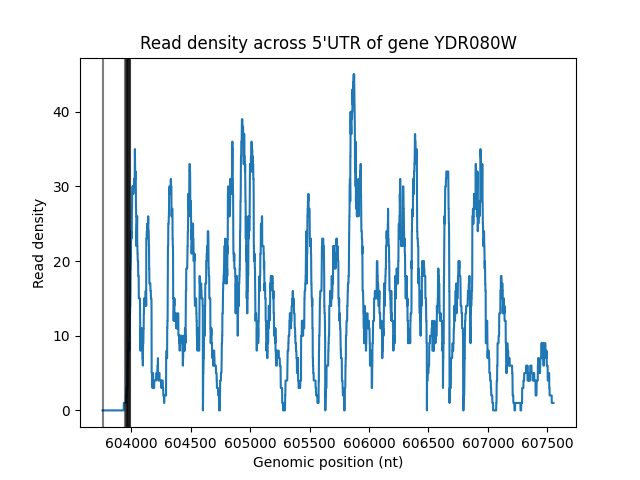 Read density across 5'UTR of gene YDR080W
Read density
40
30
20
10
0
604000 604500 605000 605500 606000 606500 607000 607500
Genomic position (nt)